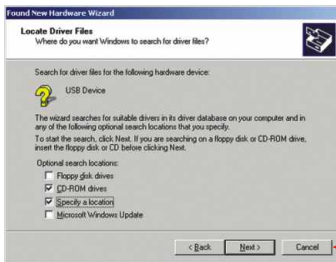 Found New Hardware Wizard
Locate Driver Files
Where do you want Windows to search for driver files?
Search for driver files for the following hardware device:
USB Device
The wizard searches for suitable drivers in its driver database on your computer and in
any of the following optional search locations that you specify.
To start the search, click Next. If you are searching on a floppy disk or CD-ROM drive,
insert the floppy disk or CD before clicking Next.
Optional search locations:
Floppy disk drives
CD-ROM drives
Specify a location
Microsoft Windows Update
< Back
Next >
Cancel